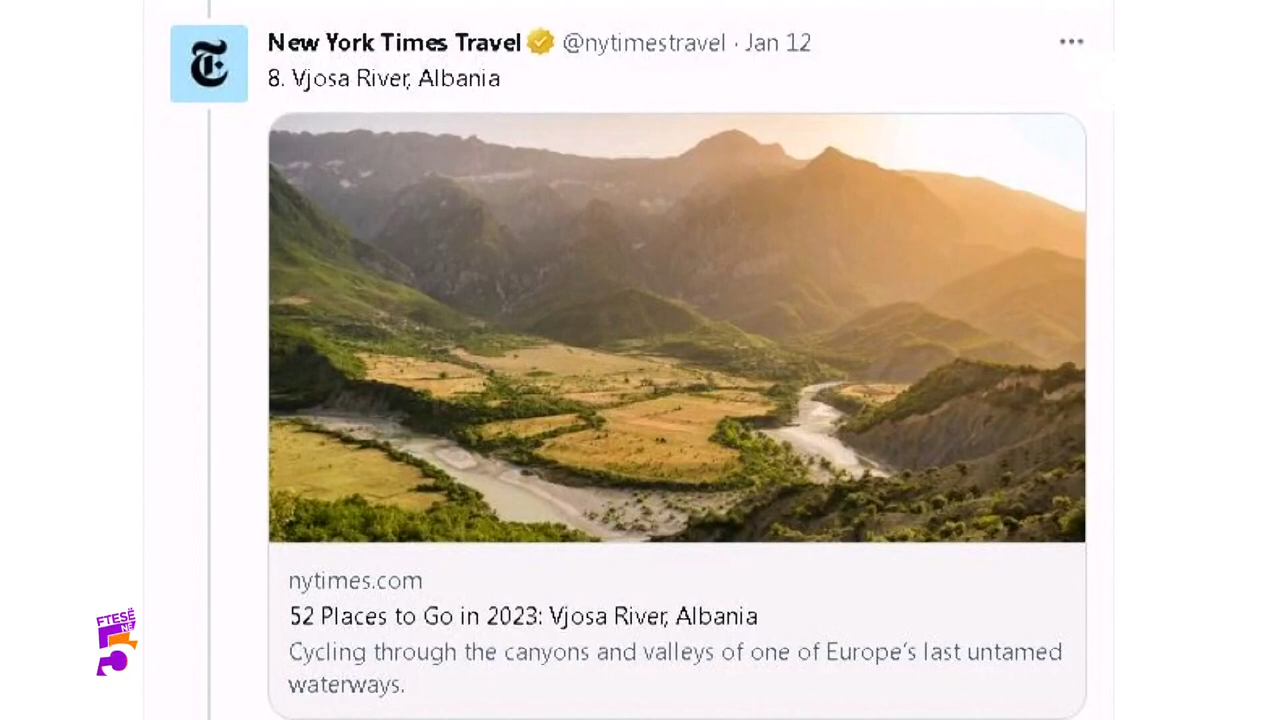 New York Times Travel @nytimestravel · Jan 12
8. Vjosa River, Albania
nytimes.com
52 Places to Go in 2023: Vjosa River, Albania
Cycling through the canyons and valleys of one of Europe's last untamed
waterways.
FTESË
NË
5